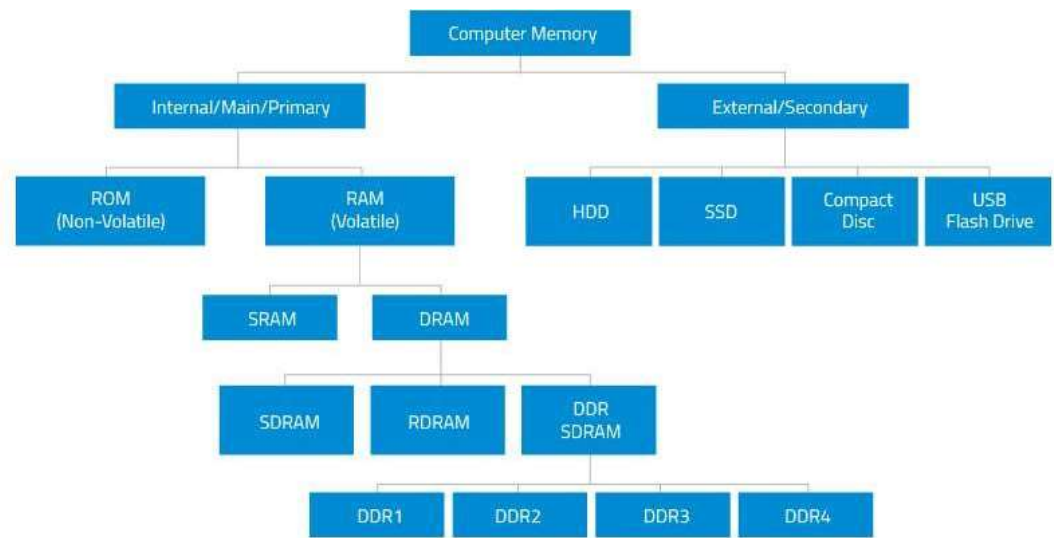 Computer Memory
Internal/Main/Primary
External/Secondary
ROM
(Non-Volatile)
RAM
(Volatile)
HDD
SSD
Compact
Disc
USB
Flash Drive
SRAM
DRAM
SDRAM
RDRAM
DDR
SDRAM
DDR1
DDR2
DDR3
DDR4